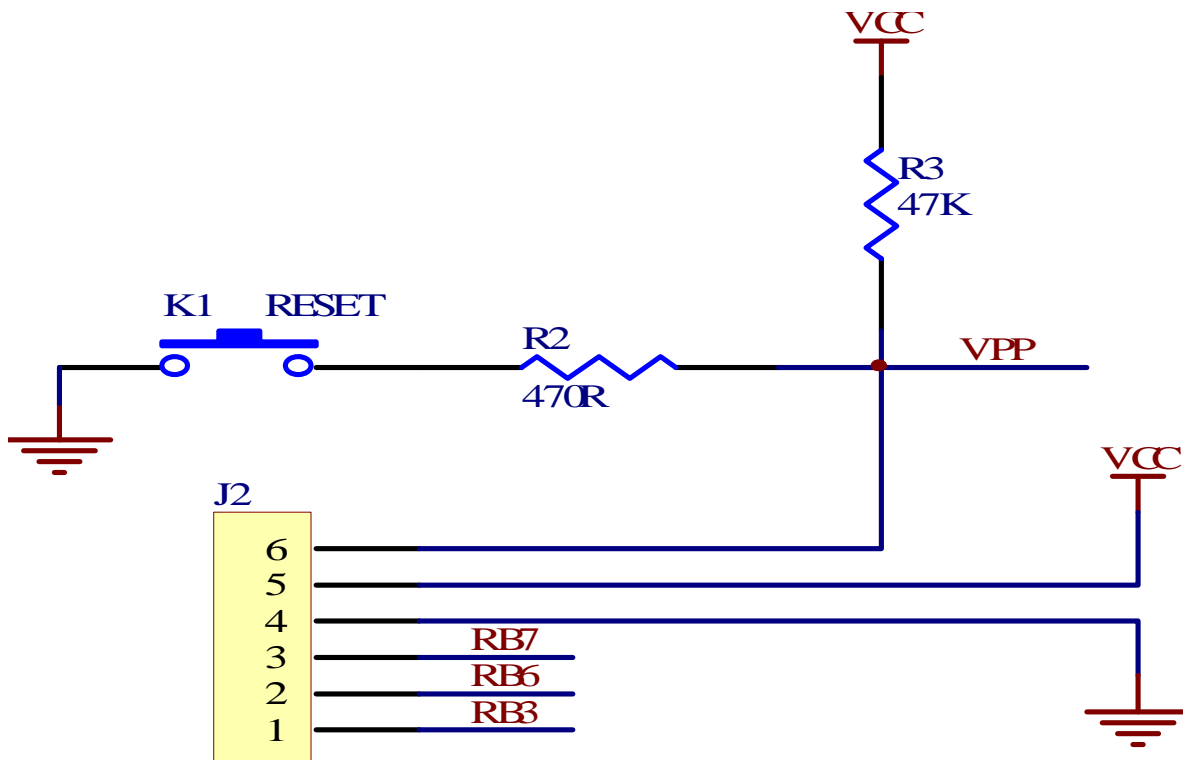 VCC
R3
47K
K1 RESET
R2
470R
VPP
VCC
J2
6
5
4
3 RB7
2 RB6
1 RB3